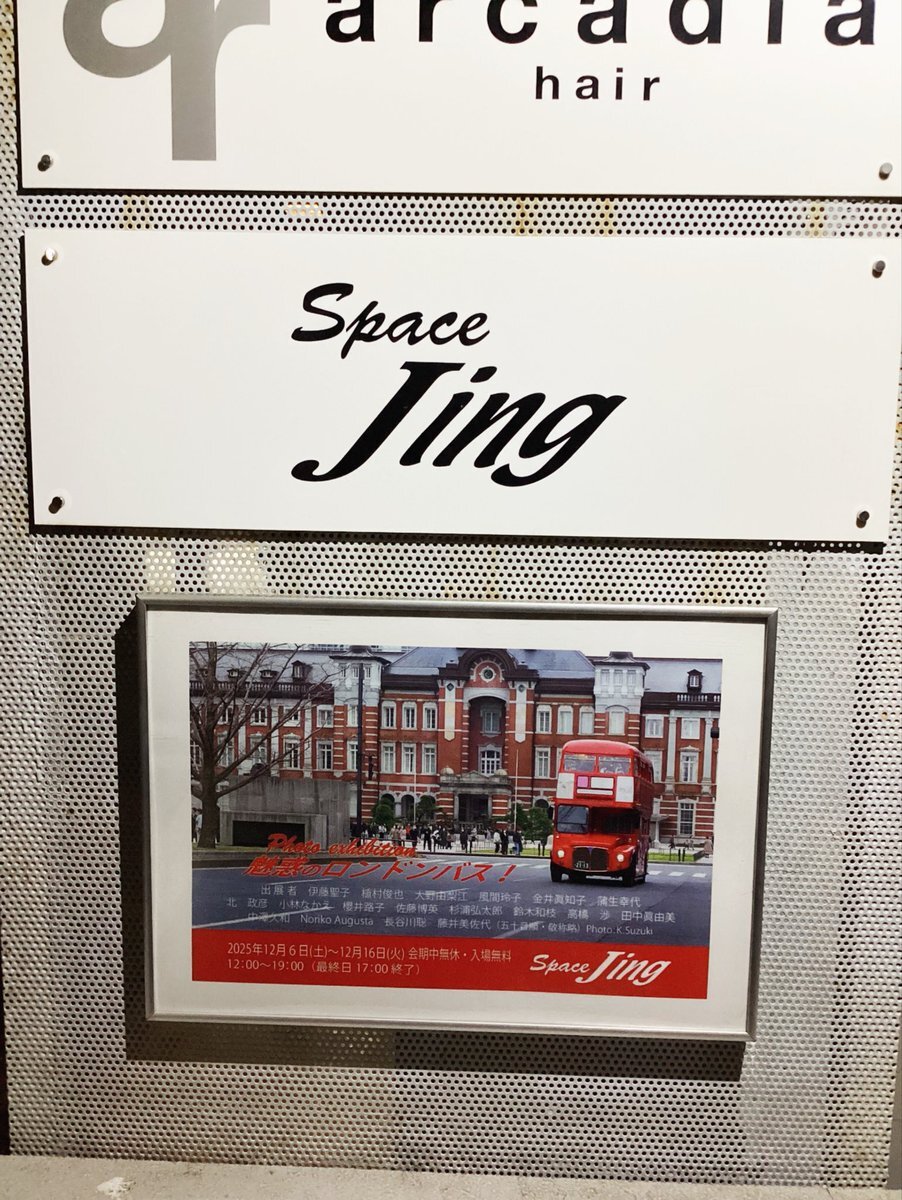 ar
arcadia
hair
Space
Jing
Photo exhibition
魅惑のロンドンバス！
出展者 伊藤聖子 稲村俊也 大野由梨江 風間玲子 金井眞知子 蒲生幸代
北 政彦 小林なかえ 櫻井路子 佐藤博英 杉浦弘太郎 鈴木和枝 高橋 渉 田中眞由美
中滝久和 Noriko Augusta 長谷川聡 藤井美佐代（五十音順・敬称略）Photo:K.Suzuki
2025年12月6日(土)～12月16日(火) 会期中無休・入場無料
12:00～19:00（最終日 17:00 終了）
Space Jing